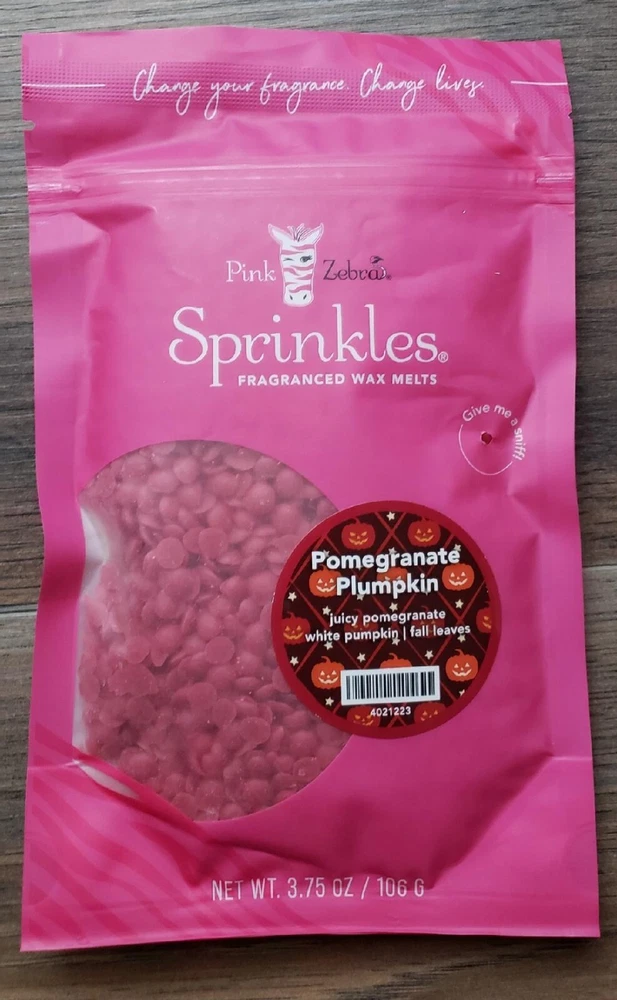 Change your fragrance. Change lives.
Pink Zebra
Sprinkles®
FRAGRANCED WAX MELTS
Give me a sniff!
Pomegranate
Plumpkin
juicy pomegranate
white pumpkin | fall leaves
4021223
NET WT. 3.75 OZ / 106 G